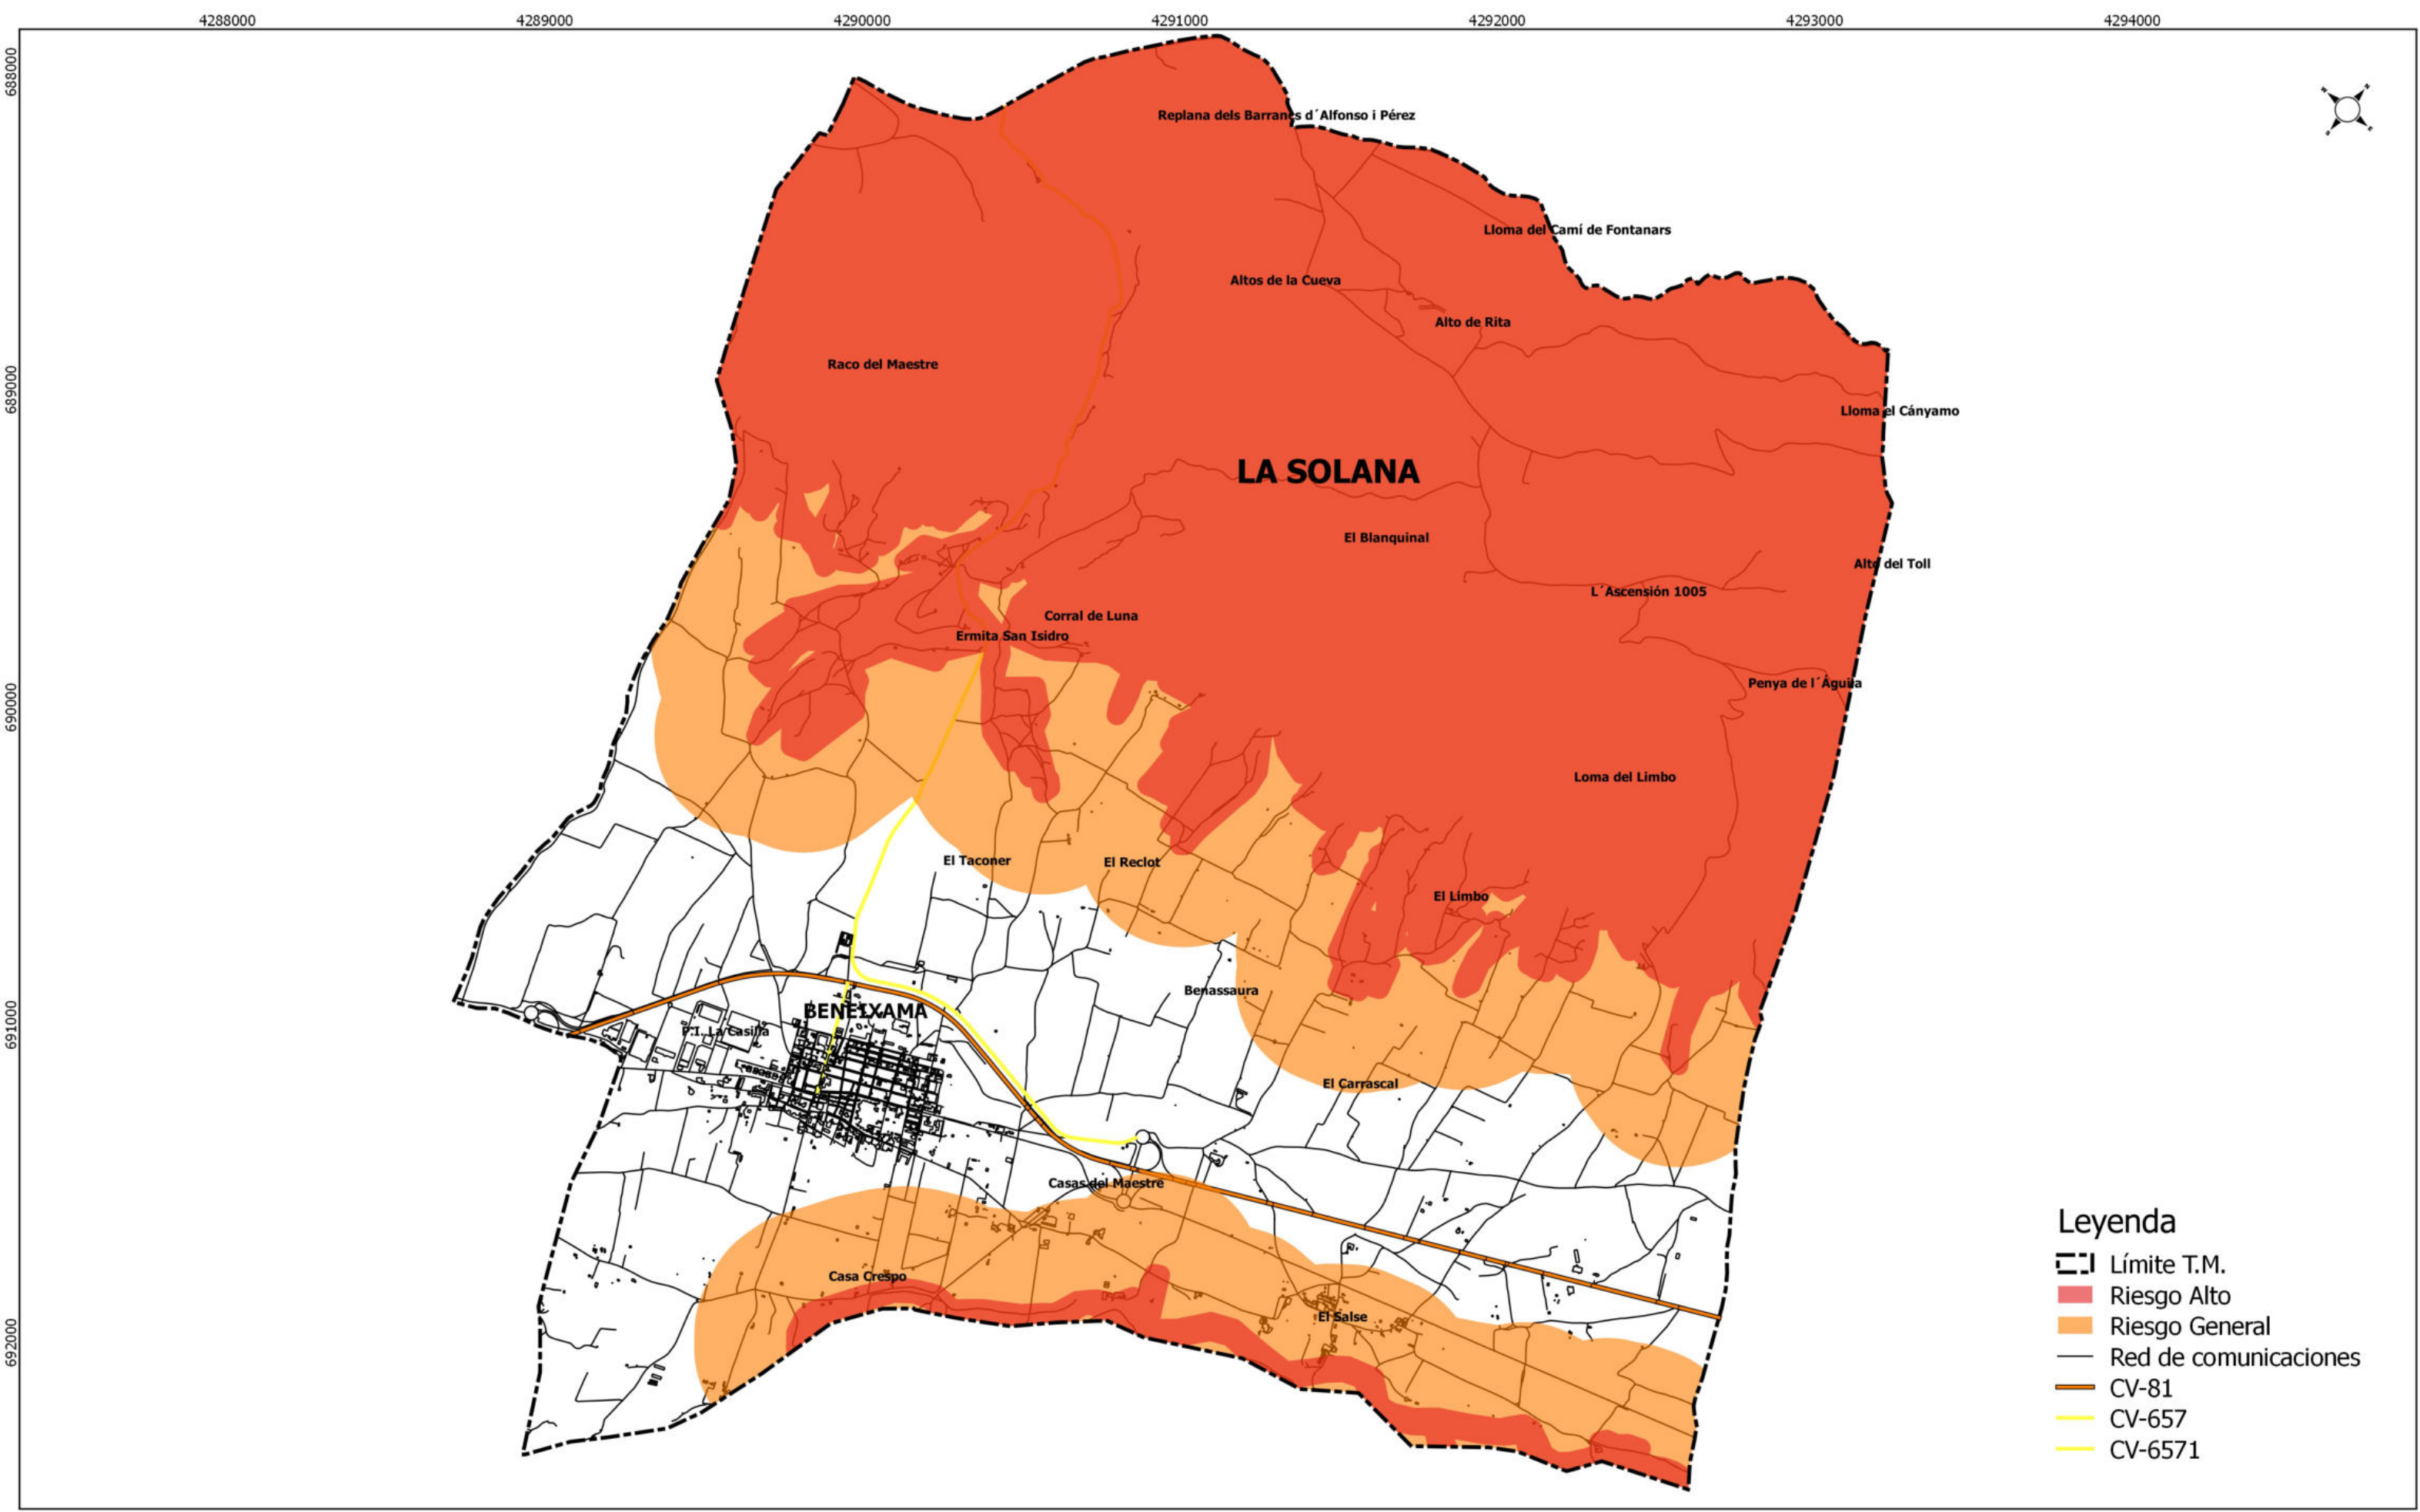 4288000 4289000 4290000 4291000 4292000 4293000 4294000
688000
689000
690000
691000
692000
Replana dels Barrancs d´Alfonso i Pérez
Lloma del Camí de Fontanars
Altos de la Cueva
Alto de Rita
Raco del Maestre
Lloma el Cányamo
LA SOLANA
El Blanquinal
Alto del Toll
L´Ascensión 1005
Corral de Luna
Ermita San Isidro
Penya de l´Águila
Loma del Limbo
El Taconer
El Reclot
El Limbo
Benassaura
BENEIXAMA
P.I. La Casilla
El Carrascal
Casas del Maestre
Casa Crespo
El Salse
Leyenda
Límite T.M.
Riesgo Alto
Riesgo General
Red de comunicaciones
CV-81
CV-657
CV-6571